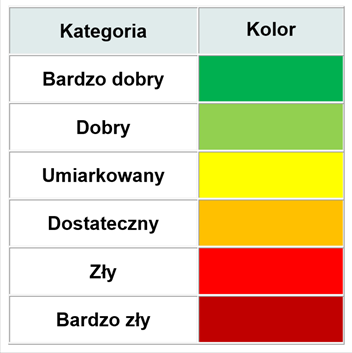 Kategoria Kolor
Bardzo dobry
Dobry
Umiarkowany
Dostateczny
Zły
Bardzo zły